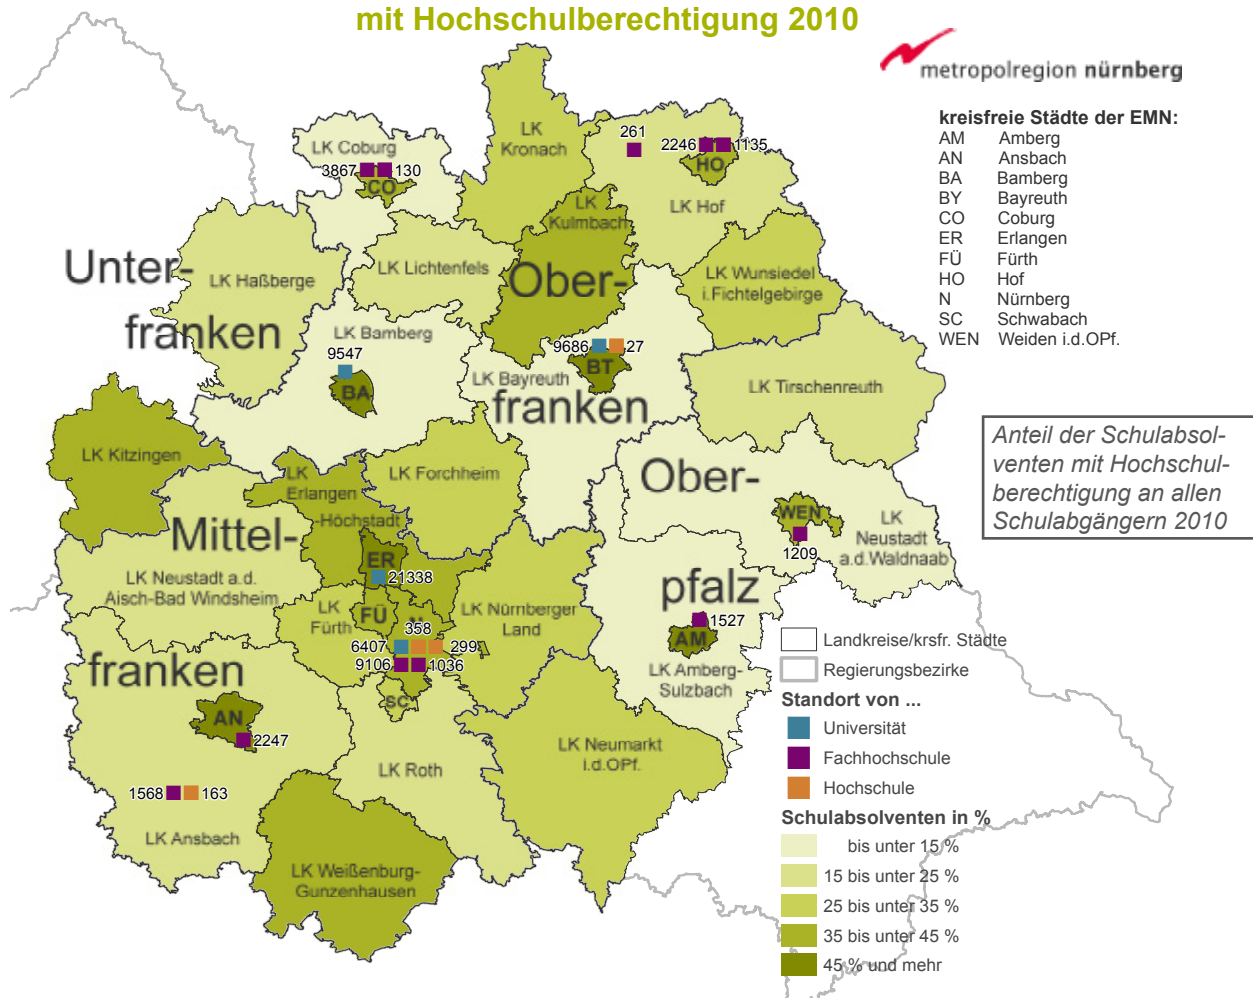 mit Hochschulberechtigung 2010
metropolregion nürnberg
kreisfreie Städte der EMN:
AM Amberg
AN Ansbach
BA Bamberg
BY Bayreuth
CO Coburg
ER Erlangen
FÜ Fürth
HO Hof
N Nürnberg
SC Schwabach
WEN Weiden i.d.OPf.
Anteil der Schulabsol-
venten mit Hochschul-
berechtigung an allen
Schulabgängern 2010
LK Coburg
3867 130
CO
LK
Kronach
261
2246 1135
HO
LK Hof
LK
Kulmbach
Unter-
franken
LK Haßberge
LK Lichtenfels
Ober-
franken
LK Wunsiedel
i.Fichtelgebirge
LK Bamberg
9547
BA
9686 27
BT
LK Bayreuth
LK Tirschenreuth
LK Kitzingen
LK
Erlangen
-Höchstadt
LK Forchheim
Ober-
pfalz
WEN
1209
LK
Neustadt
a.d.Waldnaab
Mittel-
franken
LK Neustadt a.d.
Aisch-Bad Windsheim
ER
21338
LK
Fürth
FÜ
N
358
6407 299
9106 1036
SC
LK Nürnberger
Land
1527
AM
LK Amberg-
Sulzbach
AN
2247
1568 163
LK Ansbach
LK Roth
LK Neumarkt
i.d.OPf.
LK Weißenburg-
Gunzenhausen
Landkreise/krsfr. Städte
Regierungsbezirke
Standort von ...
Universität
Fachhochschule
Hochschule
Schulabsolventen in %
bis unter 15 %
15 bis unter 25 %
25 bis unter 35 %
35 bis unter 45 %
45 % und mehr